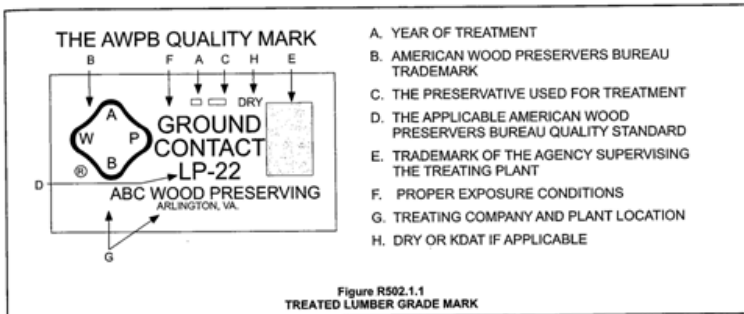 THE AWPB QUALITY MARK
B F A C H E
DRY
A
W P
B
®
GROUND
CONTACT
LP-22
D
ABC WOOD PRESERVING
ARLINGTON, VA.
G
A. YEAR OF TREATMENT
B. AMERICAN WOOD PRESERVERS BUREAU
TRADEMARK
C. THE PRESERVATIVE USED FOR TREATMENT
D. THE APPLICABLE AMERICAN WOOD
PRESERVERS BUREAU QUALITY STANDARD
E. TRADEMARK OF THE AGENCY SUPERVISING
THE TREATING PLANT
F. PROPER EXPOSURE CONDITIONS
G. TREATING COMPANY AND PLANT LOCATION
H. DRY OR KDAT IF APPLICABLE
Figure R502.1.1
TREATED LUMBER GRADE MARK